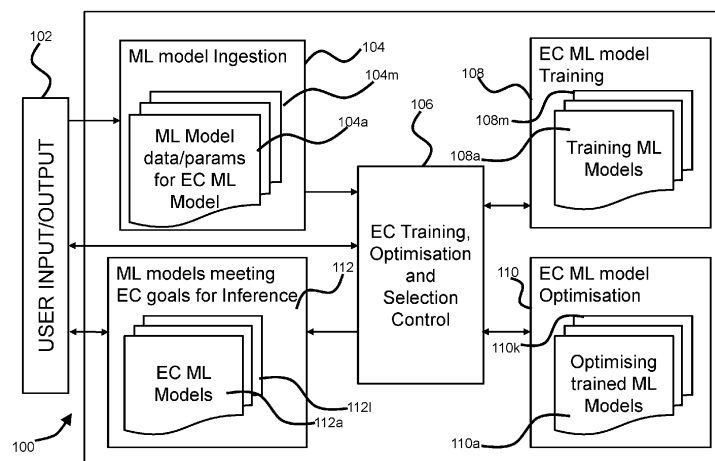 102
USER INPUT/OUTPUT
100
ML model Ingestion
104
104m
104a
ML Model
data/params
for EC ML
Model
106
EC Training,
Optimisation
and
Selection
Control
EC ML model
Training
108
108m
108a
Training ML
Models
ML models meeting
EC goals for Inference
112
EC ML
Models
112l
112a
EC ML model
Optimisation
110
110k
Optimising
trained ML
Models
110a